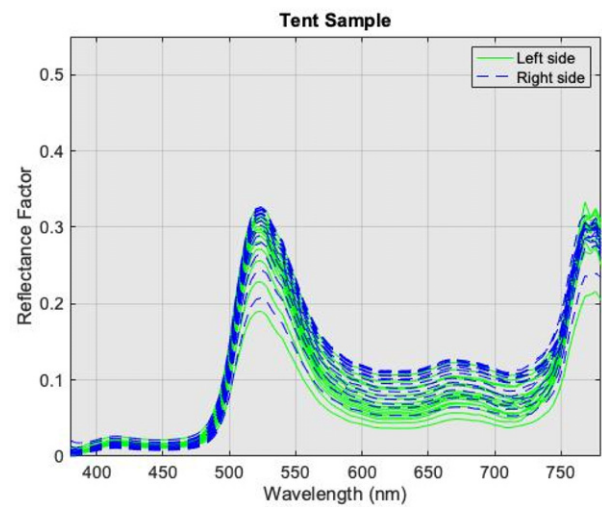 Tent Sample
Left side
Right side
Reflectance Factor
0.5
0.4
0.3
0.2
0.1
0
400 450 500 550 600 650 700 750
Wavelength (nm)